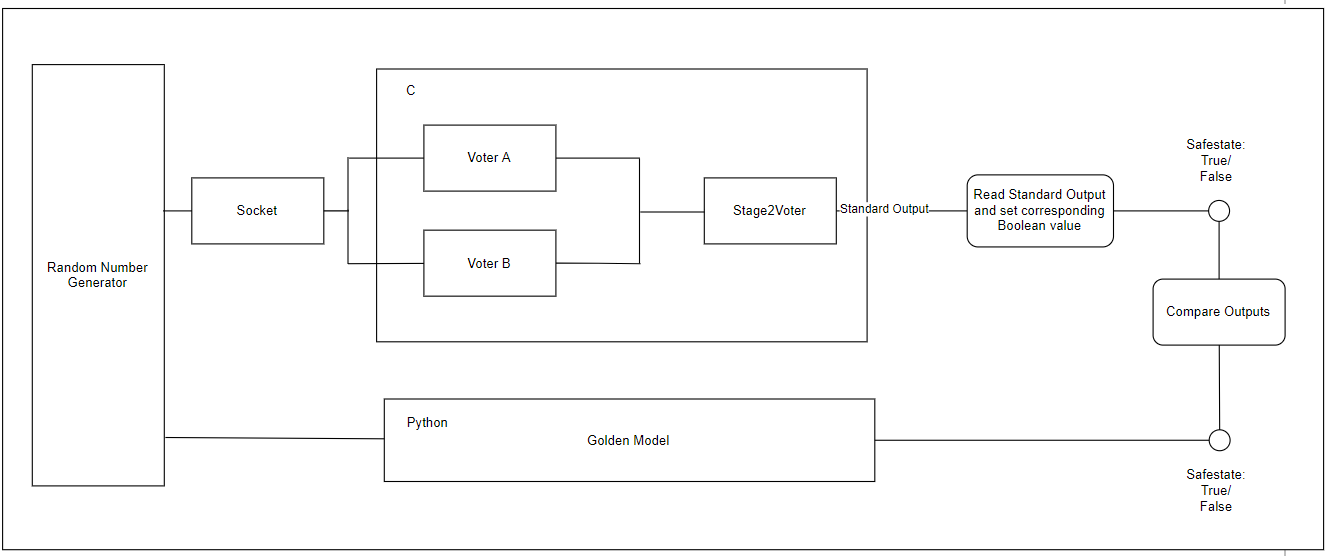 C
Voter A
Safestate:
True/
False
Socket
Stage2Voter
Standard Output
Read Standard Output
and set corresponding
Boolean value
Random Number
Generator
Voter B
Compare Outputs
Python
Golden Model
Safestate:
True/
False